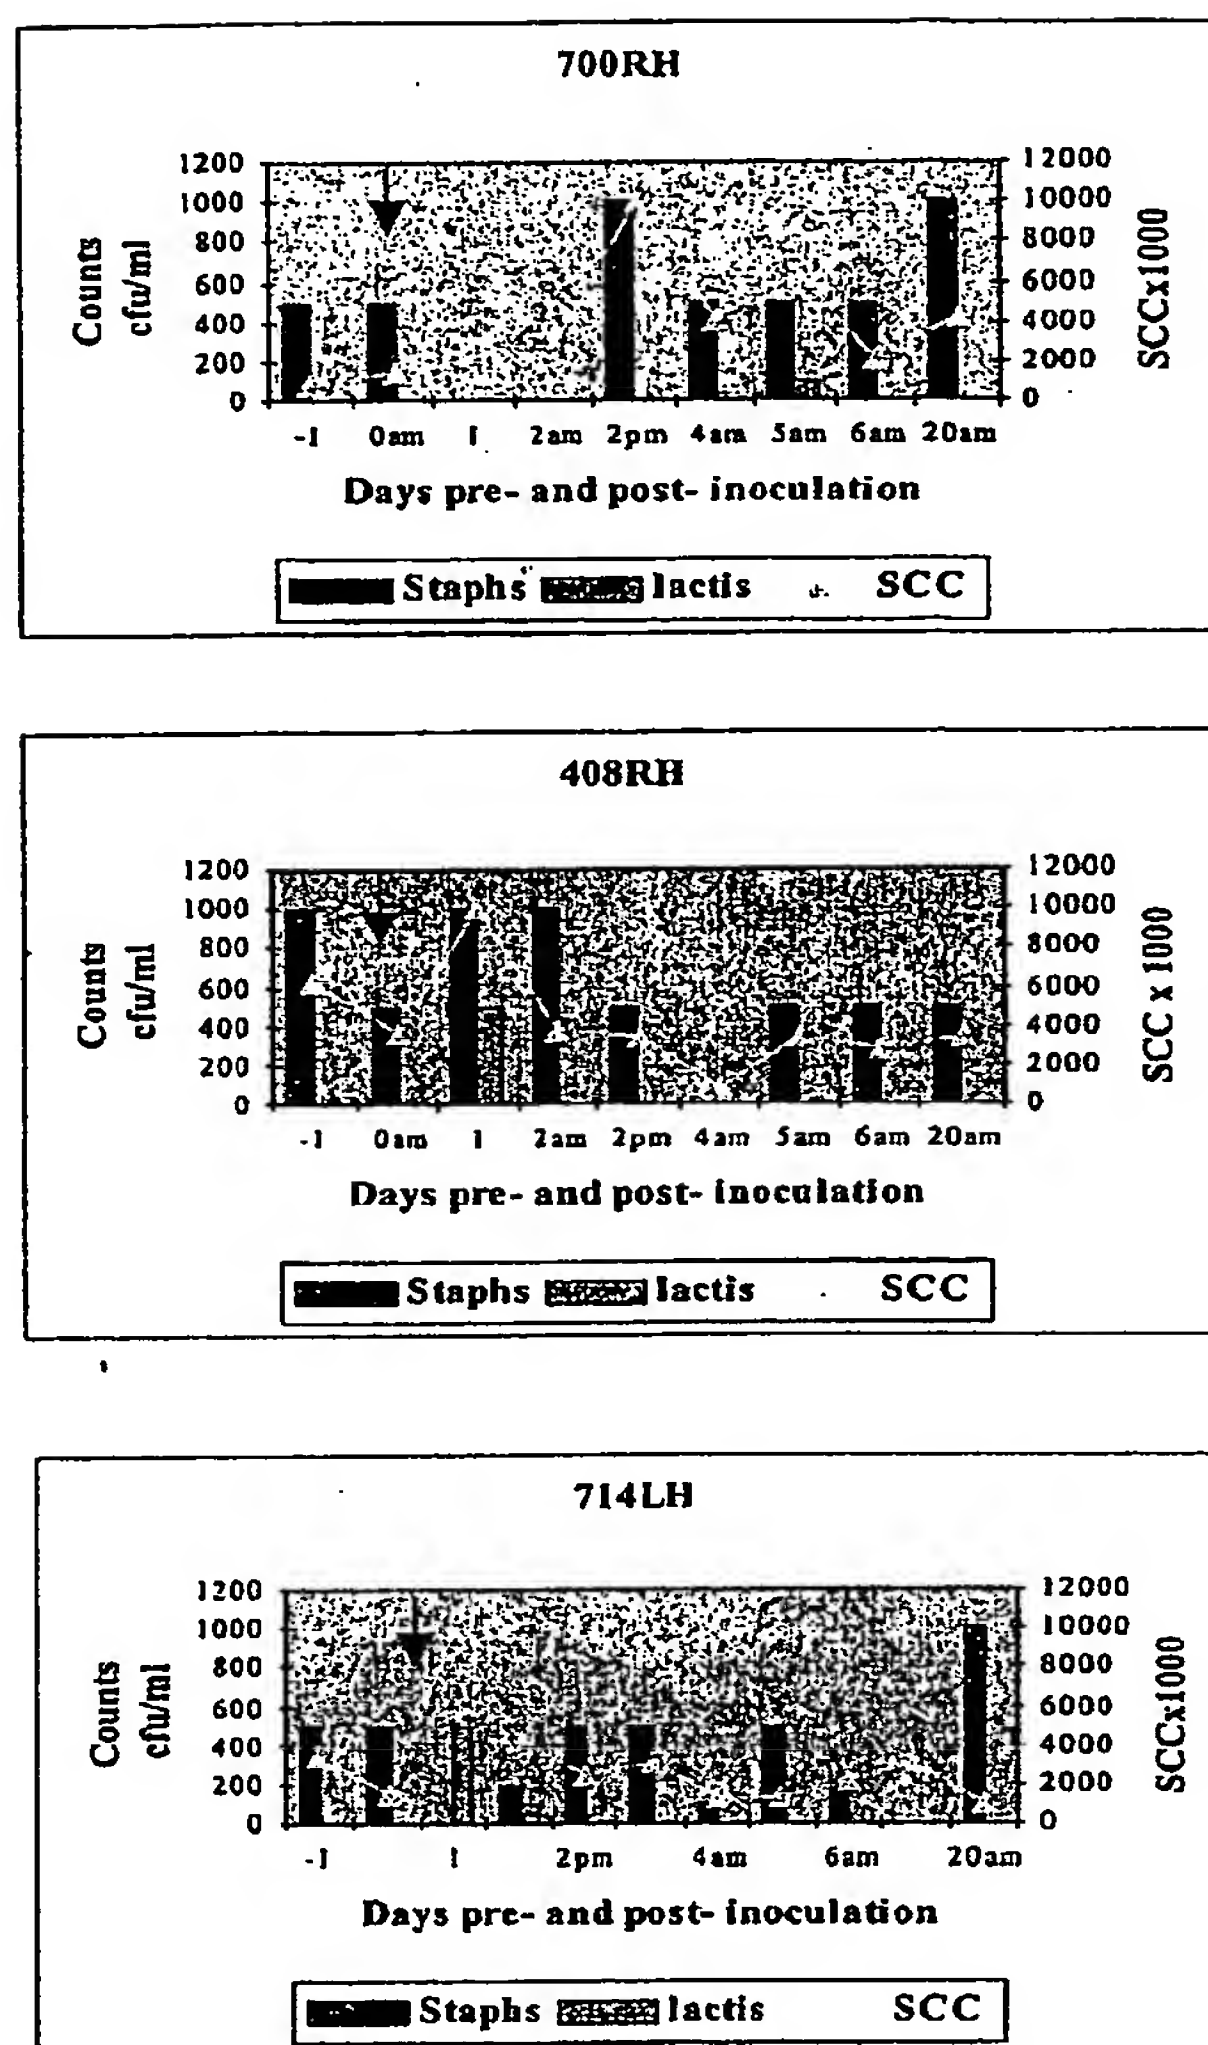 700RH
1200 12000
1000 10000
800 8000
600 6000
400 4000
200 2000
0 0
Counts
cfu/ml
SCCx1000
-1 0am 1 2am 2pm 4am 5am 6am 20am
Days pre- and post- inoculation
Staphs lactis SCC
408RH
1200 12000
1000 10000
800 8000
600 6000
400 4000
200 2000
0 0
Counts
cfu/ml
SCC x 1000
-1 0am 1 2am 2pm 4am 5am 6am 20am
Days pre- and post- inoculation
Staphs lactis SCC
714LH
1200 12000
1000 10000
800 8000
600 6000
400 4000
200 2000
0 0
Counts
cfu/ml
SCCx1000
-1 1 2pm 4am 6am 20am
Days pre- and post- inoculation
Staphs lactis SCC